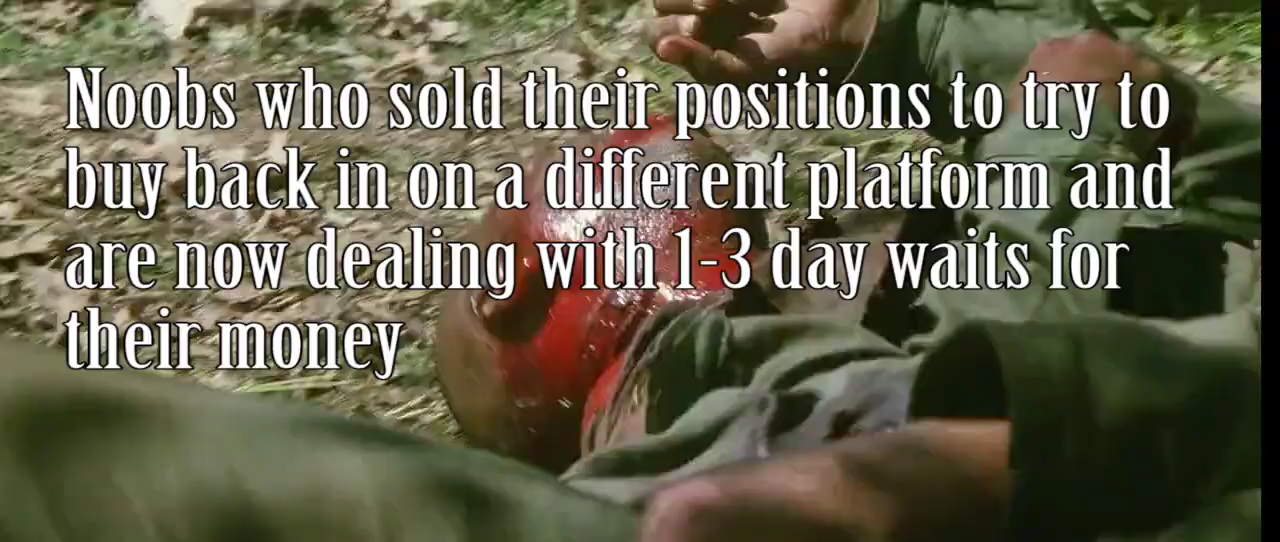 Noobs who sold their positions to try to
buy back in on a different platform and
are now dealing with 1-3 day waits for
their money